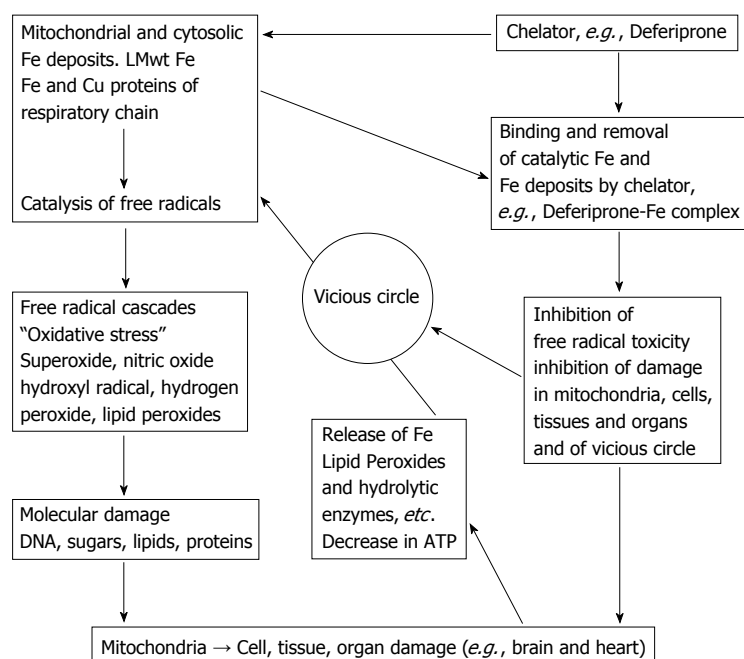 Mitochondrial and cytosolic
Fe deposits. LMwt Fe
Fe and Cu proteins of
respiratory chain
Catalysis of free radicals
Chelator, e.g., Deferiprone
Binding and removal
of catalytic Fe and
Fe deposits by chelator,
e.g., Deferiprone-Fe complex
Vicious circle
Free radical cascades
“Oxidative stress”
Superoxide, nitric oxide
hydroxyl radical, hydrogen
peroxide, lipid peroxides
Inhibition of
free radical toxicity
inhibition of damage
in mitochondria, cells,
tissues and organs
and of vicious circle
Release of Fe
Lipid Peroxides
and hydrolytic
enzymes, etc.
Decrease in ATP
Molecular damage
DNA, sugars, lipids, proteins
Mitochondria → Cell, tissue, organ damage (e.g., brain and heart)